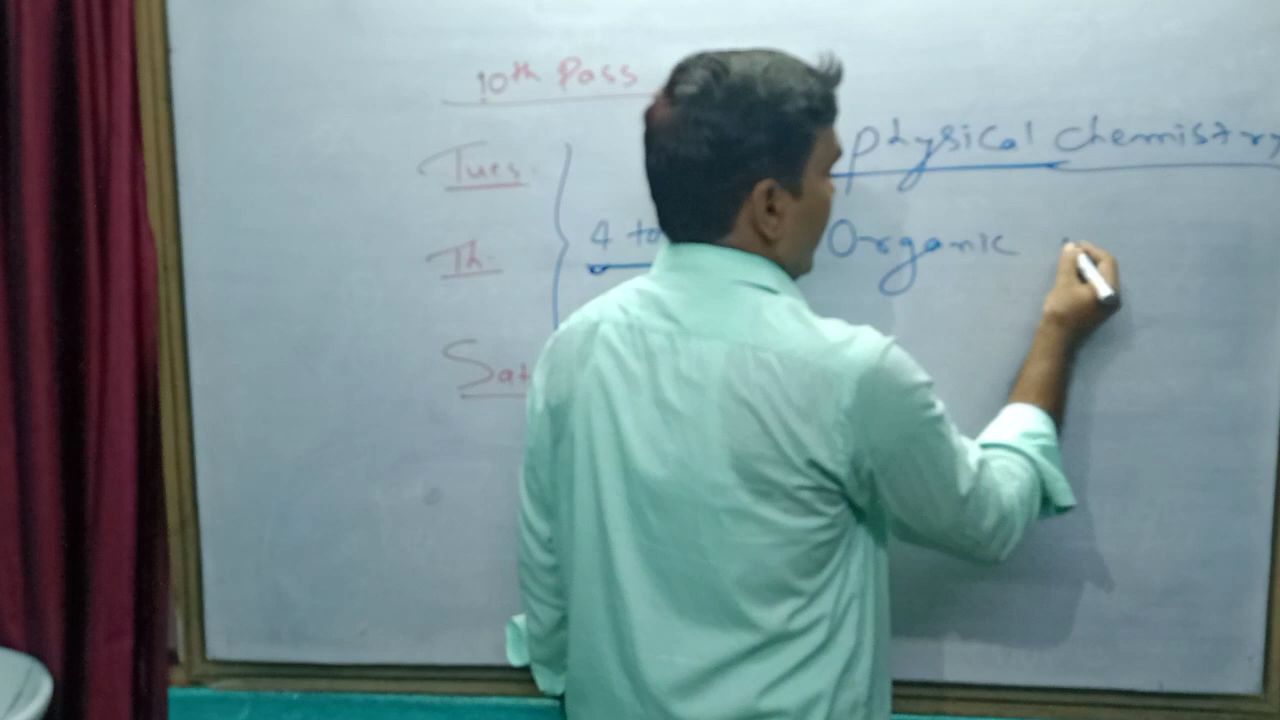 10th Pass
Tues.
Th.
Sat
4 to
Physical chemistry
Organic